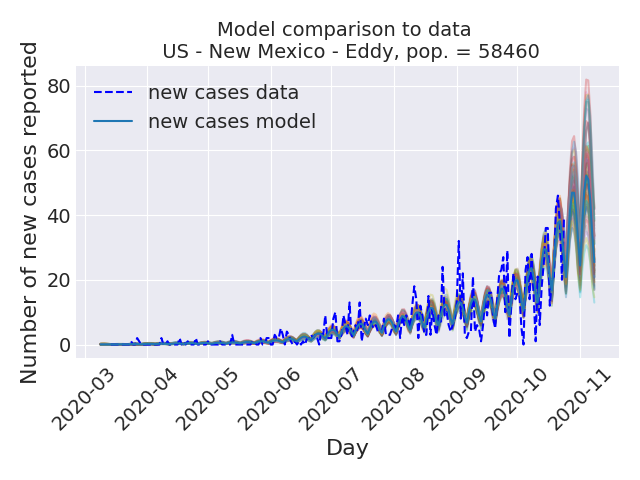 Model comparison to data
US - New Mexico - Eddy, pop. = 58460
Number of new cases reported
80
60
40
20
0
new cases data
new cases model
2020-03
2020-04
2020-05
2020-06
2020-07
2020-08
2020-09
2020-10
2020-11
Day